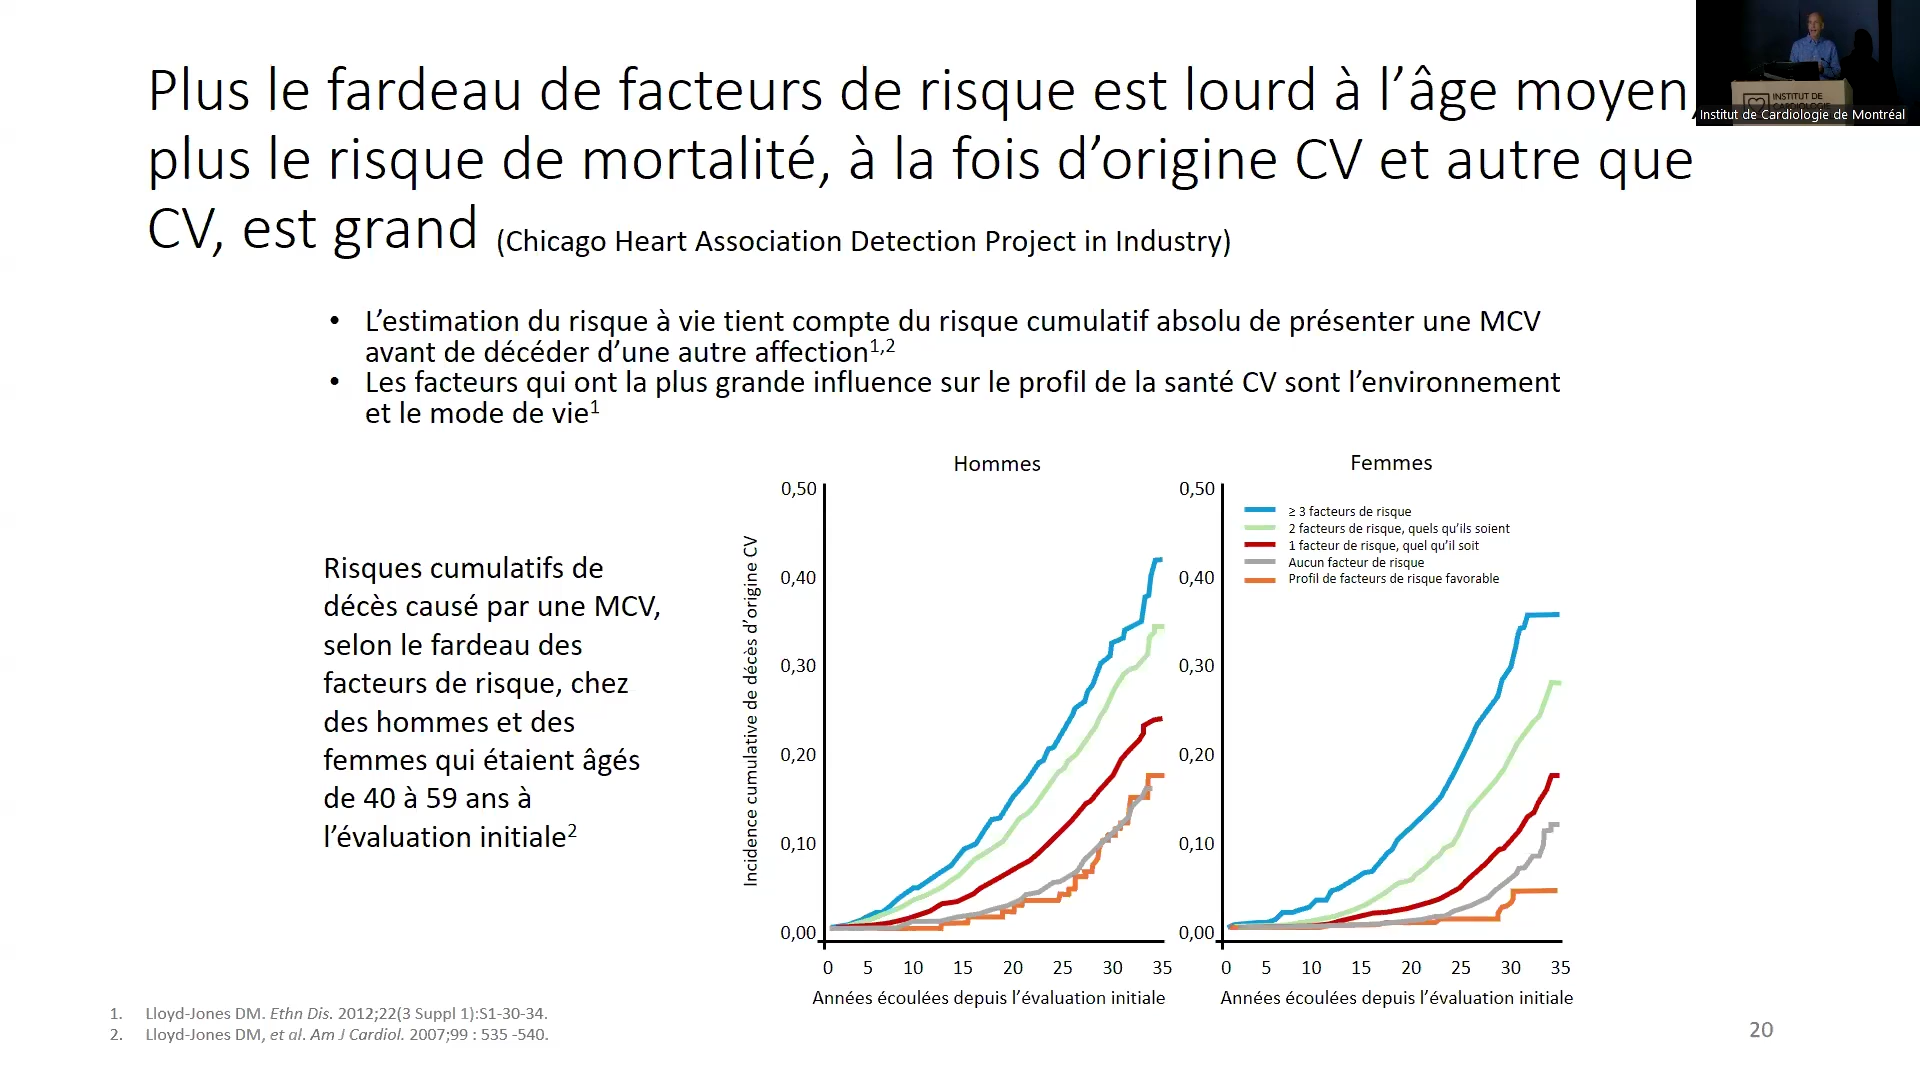 Plus le fardeau de facteurs de risque est lourd à l’âge moyen,
plus le risque de mortalité, à la fois d’origine CV et autre que
CV, est grand (Chicago Heart Association Detection Project in Industry)
INSTITUT DE
CARDIOLOGIE
Institut de Cardiologie de Montréal
• L’estimation du risque à vie tient compte du risque cumulatif absolu de présenter une MCV
avant de décéder d’une autre affection1,2
• Les facteurs qui ont la plus grande influence sur le profil de la santé CV sont l’environnement
et le mode de vie1
Risques cumulatifs de
décès causé par une MCV,
selon le fardeau des
facteurs de risque, chez
des hommes et des
femmes qui étaient âgés
de 40 à 59 ans à
l’évaluation initiale2
Hommes
Incidence cumulative de décès d’origine CV
0,50
0,40
0,30
0,20
0,10
0,00
0 5 10 15 20 25 30 35
Années écoulées depuis l’évaluation initiale
Femmes
0,50
0,40
0,30
0,20
0,10
0,00
≥ 3 facteurs de risque
2 facteurs de risque, quels qu’ils soient
1 facteur de risque, quel qu’il soit
Aucun facteur de risque
Profil de facteurs de risque favorable
0 5 10 15 20 25 30 35
Années écoulées depuis l’évaluation initiale
1. Lloyd-Jones DM. Ethn Dis. 2012;22(3 Suppl 1):S1-30-34.
2. Lloyd-Jones DM, et al. Am J Cardiol. 2007;99 : 535 -540.
20